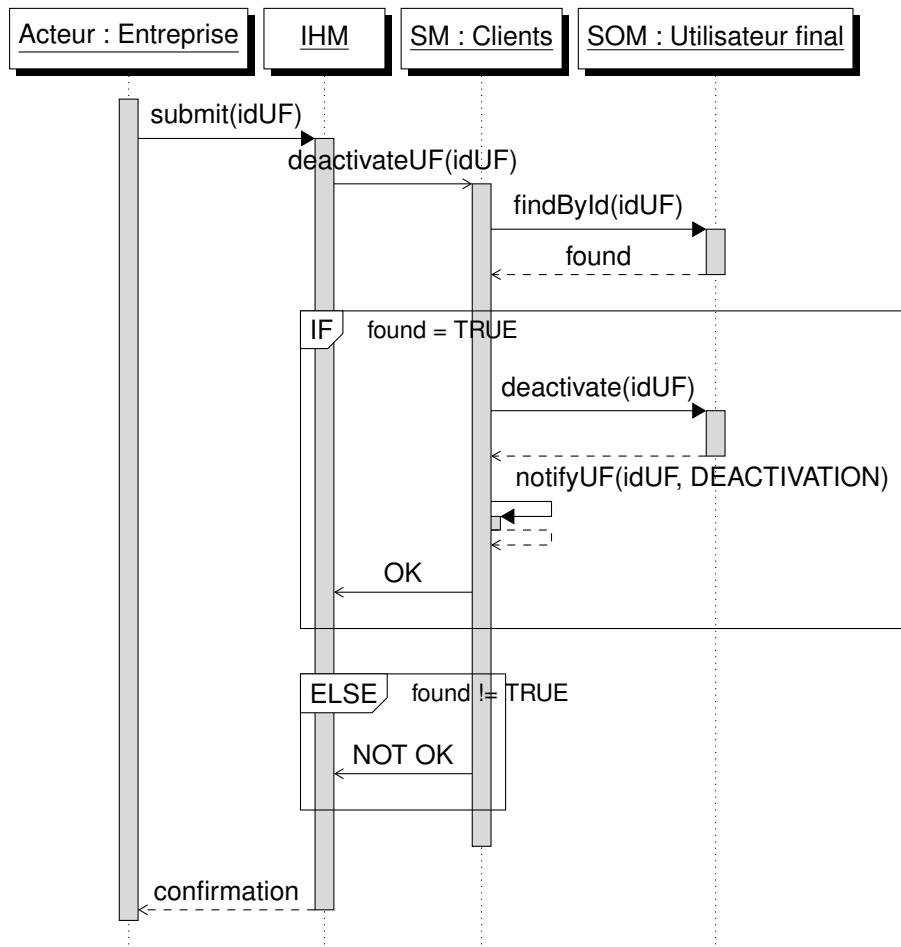 Acteur : Entreprise
IHM
SM : Clients
SOM : Utilisateur final
submit(idUF)
deactivateUF(idUF)
findById(idUF)
found
IF
found = TRUE
deactivate(idUF)
notifyUF(idUF, DEACTIVATION)
OK
ELSE
found != TRUE
NOT OK
confirmation